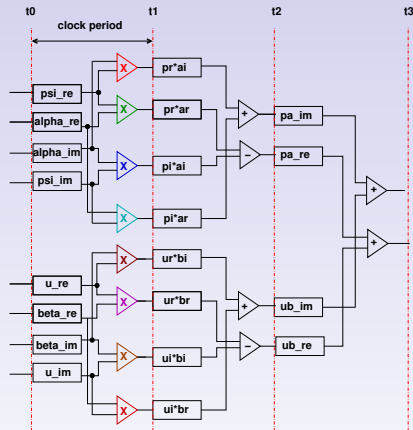 t0 t1 t2 t3
clock period
psi_re
alpha_re
alpha_im
psi_im
X pr*ai
X pr*ar
X pi*ai
X pi*ar
+ pa_im
− pa_re
+
+
u_re
beta_re
beta_im
u_im
X ur*bi
X ur*br
X ui*bi
X ui*br
+ ub_im
− ub_re